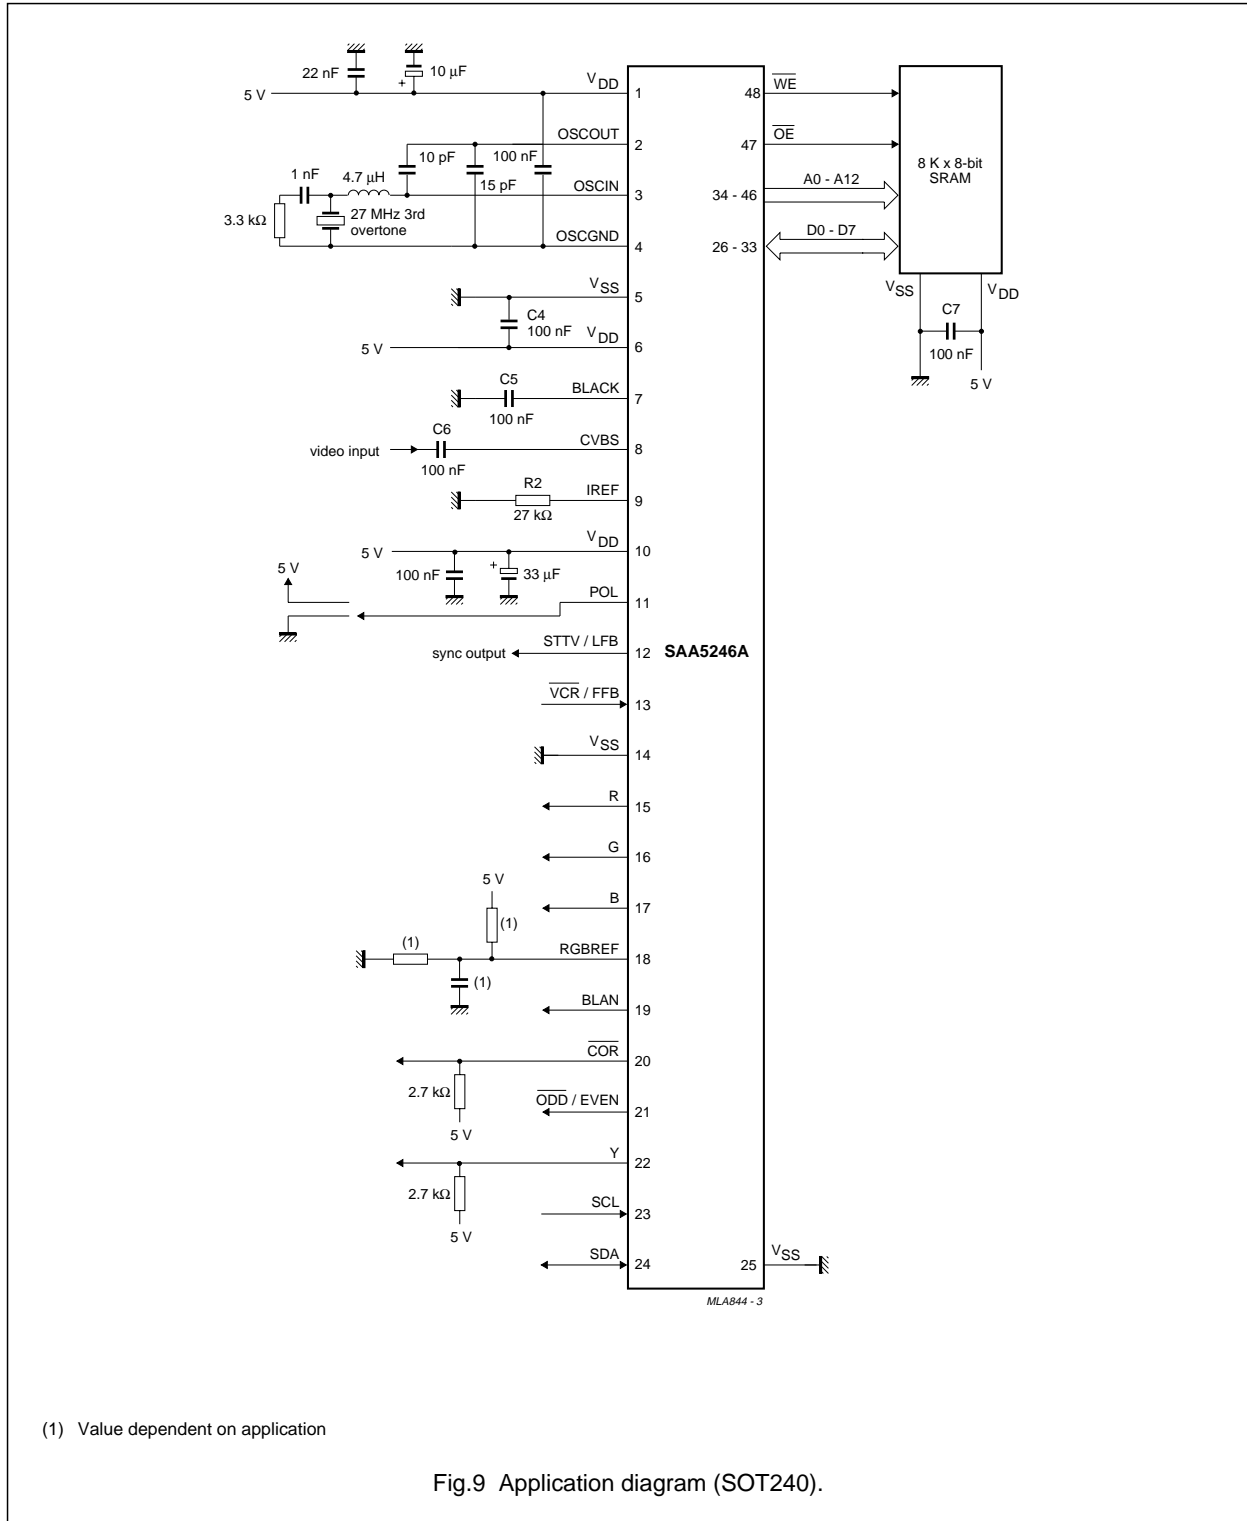 22 nF
10 μF
+
5 V
V DD
1
OSCOUT
2
10 pF
100 nF
15 pF
1 nF
4.7 μH
OSCIN
3
3.3 kΩ
27 MHz 3rd
overtone
OSCGND
4
VSS
5
C4
100 nF
5 V
V DD
6
C5
BLACK
7
100 nF
C6
video input
CVBS
8
100 nF
R2
IREF
9
27 kΩ
5 V
V DD
10
100 nF
+
33 μF
5 V
POL
11
sync output
STTV / LFB
12
SAA5246A
VCR / FFB
13
VSS
14
R
15
G
16
5 V
B
17
(1)
(1)
RGBREF
18
(1)
BLAN
19
COR
20
2.7 kΩ
5 V
ODD / EVEN
21
Y
22
2.7 kΩ
5 V
SCL
23
SDA
24
48
WE
47
OE
34 - 46
A0 - A12
26 - 33
D0 - D7
8 K x 8-bit
SRAM
VSS
V DD
C7
100 nF
5 V
25
VSS
MLA844 - 3
(1) Value dependent on application
Fig.9 Application diagram (SOT240).